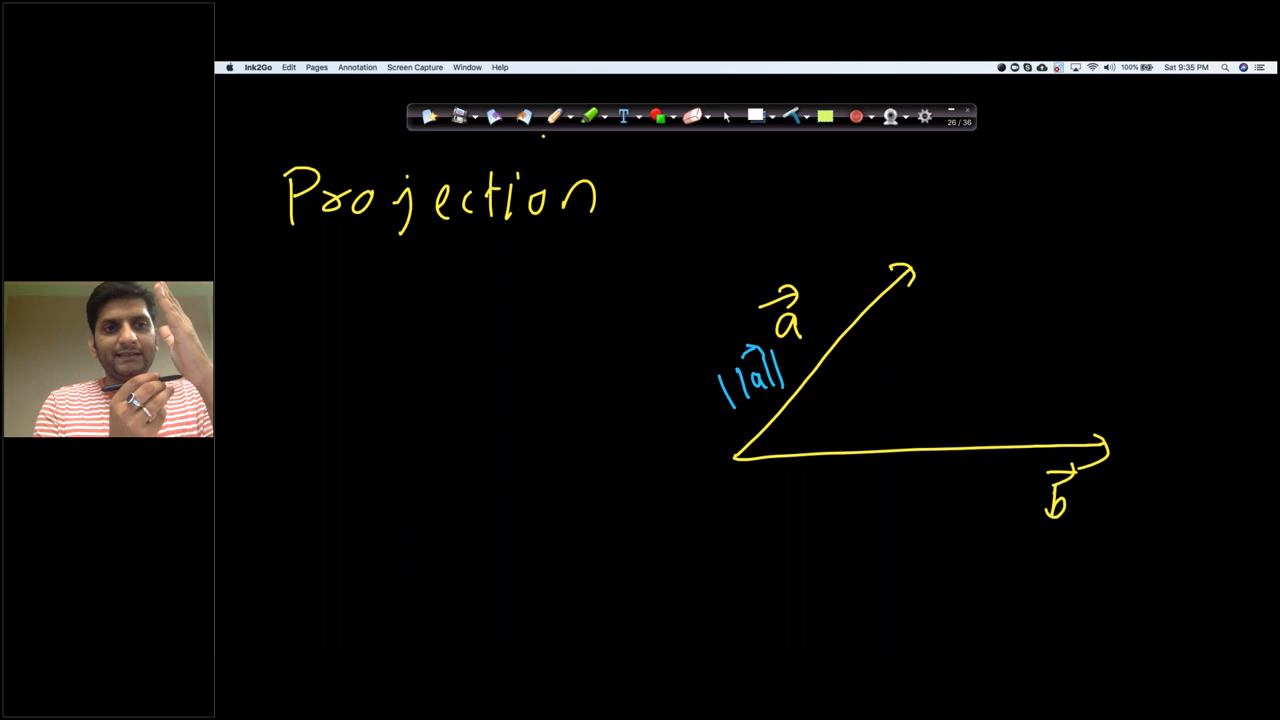 Ink2Go Edit Pages Annotation Screen Capture Window Help 100% Sat 9:35 PM
T 26 / 36
Projection
a
||a||
b